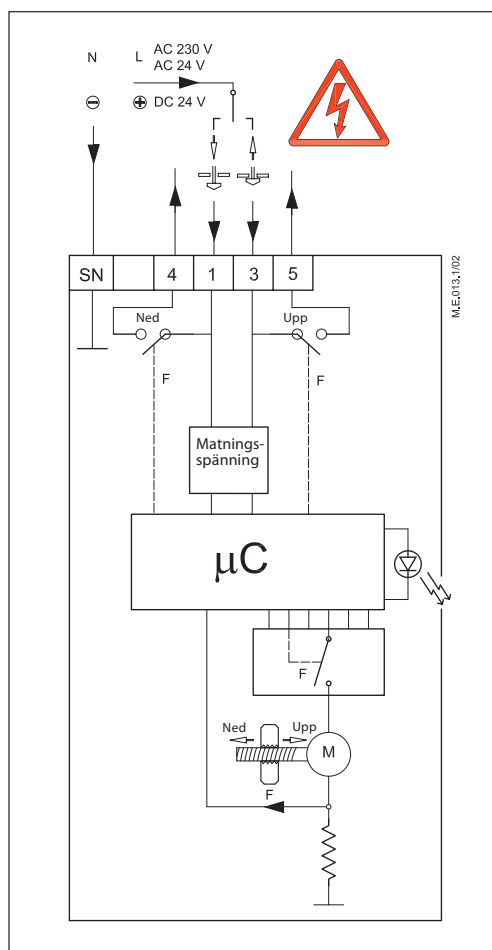 N L AC 230 V
AC 24 V
⊖ ⊕ DC 24 V
SN 4 1 3 5
M.E.013.1/02
Ned Upp
F F
Matnings-
spänning
µC
F
Ned Upp
M
F